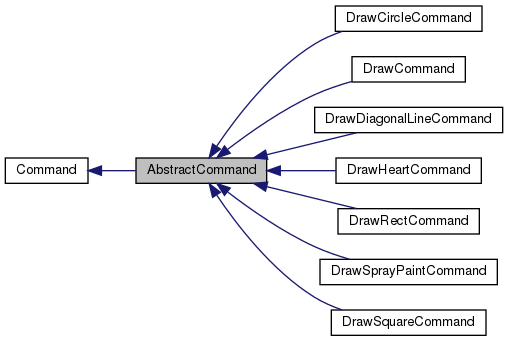 DrawCircleCommand
DrawCommand
DrawDiagonalLineCommand
Command
AbstractCommand
DrawHeartCommand
DrawRectCommand
DrawSprayPaintCommand
DrawSquareCommand